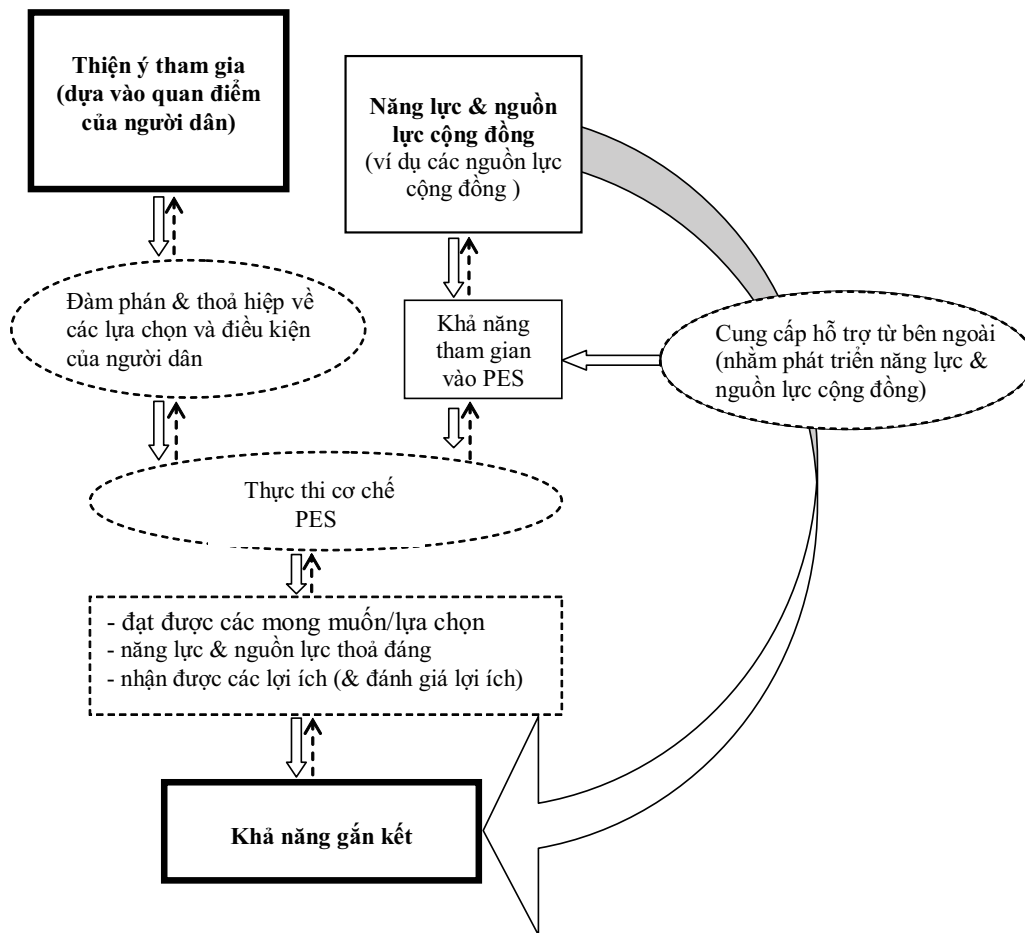 Thiện ý tham gia
(dựa vào quan điểm
của người dân)
Năng lực & nguồn
lực cộng đồng
(ví dụ các nguồn lực
cộng đồng )
Đàm phán & thoả hiệp về
các lựa chọn và điều kiện
của người dân
Khả năng
tham gian
vào PES
Cung cấp hỗ trợ từ bên ngoài
(nhằm phát triển năng lực &
nguồn lực cộng đồng)
Thực thi cơ chế
PES
- đạt được các mong muốn/lựa chọn
- năng lực & nguồn lực thoả đáng
- nhận được các lợi ích (& đánh giá lợi ích)
Khả năng gắn kết